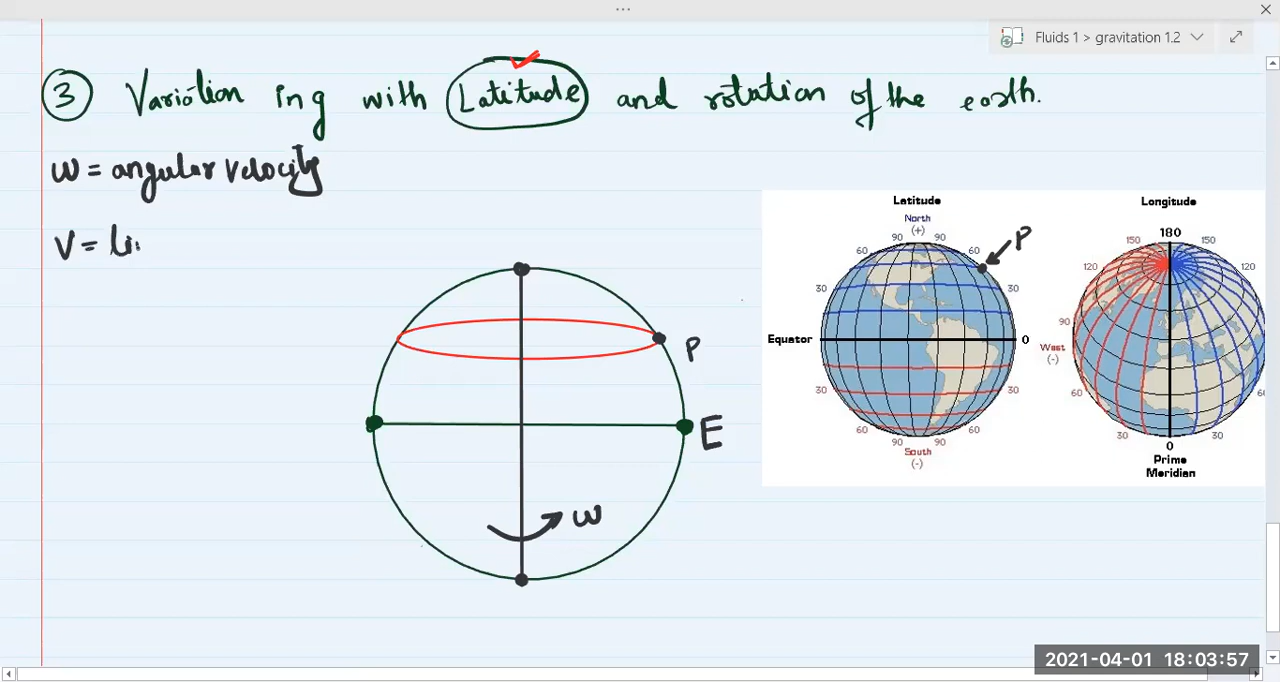 Fluids 1 > gravitation 1.2
3 Variation in g with Latitude and rotation of the earth.
ω = angular velocity
V = Li
P
E
ω
Latitude
North
(+)
90 90
60 60
P
30 30
Equator 0
30 30
60 60
90 90
South
(-)
Longitude
180
150 150
120 120
90
West
(-)
60 60
30 30
0
Prime
Meridian
2021-04-01 18:03:57